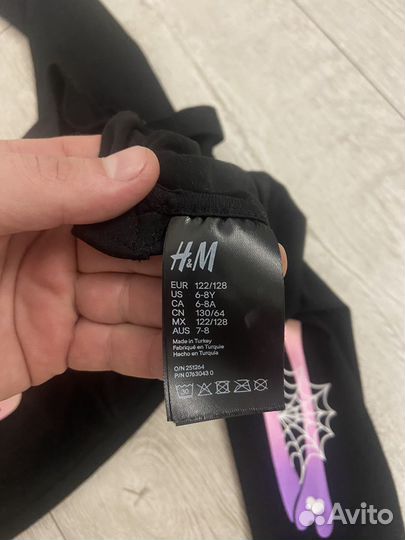 H&M
EUR 122/128
US 6-8Y
CA 6-8A
CN 130/64
MX 122/128
AUS 7-8
Made in Turkey
Fabriqué en Turquie
Hecho en Turquía
O/N 251264
P/N 0763043 0
30
Avito